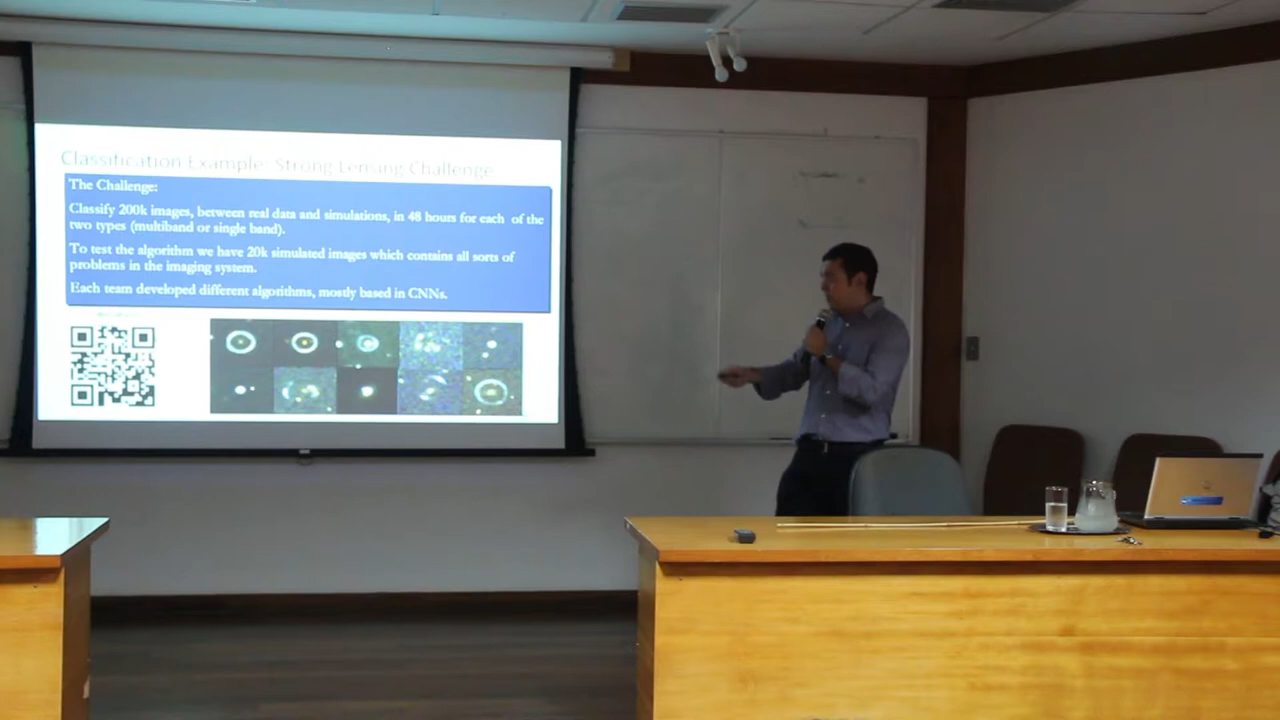 Classification Example: Strong Lensing Challenge
The Challenge:
Classify 200k images, between real data and simulations, in 48 hours for each of the
two types (multiband or single band).
To test the algorithm we have 20k simulated images which contains all sorts of
problems in the imaging system.
Each team developed different algorithms, mostly based in CNNs.